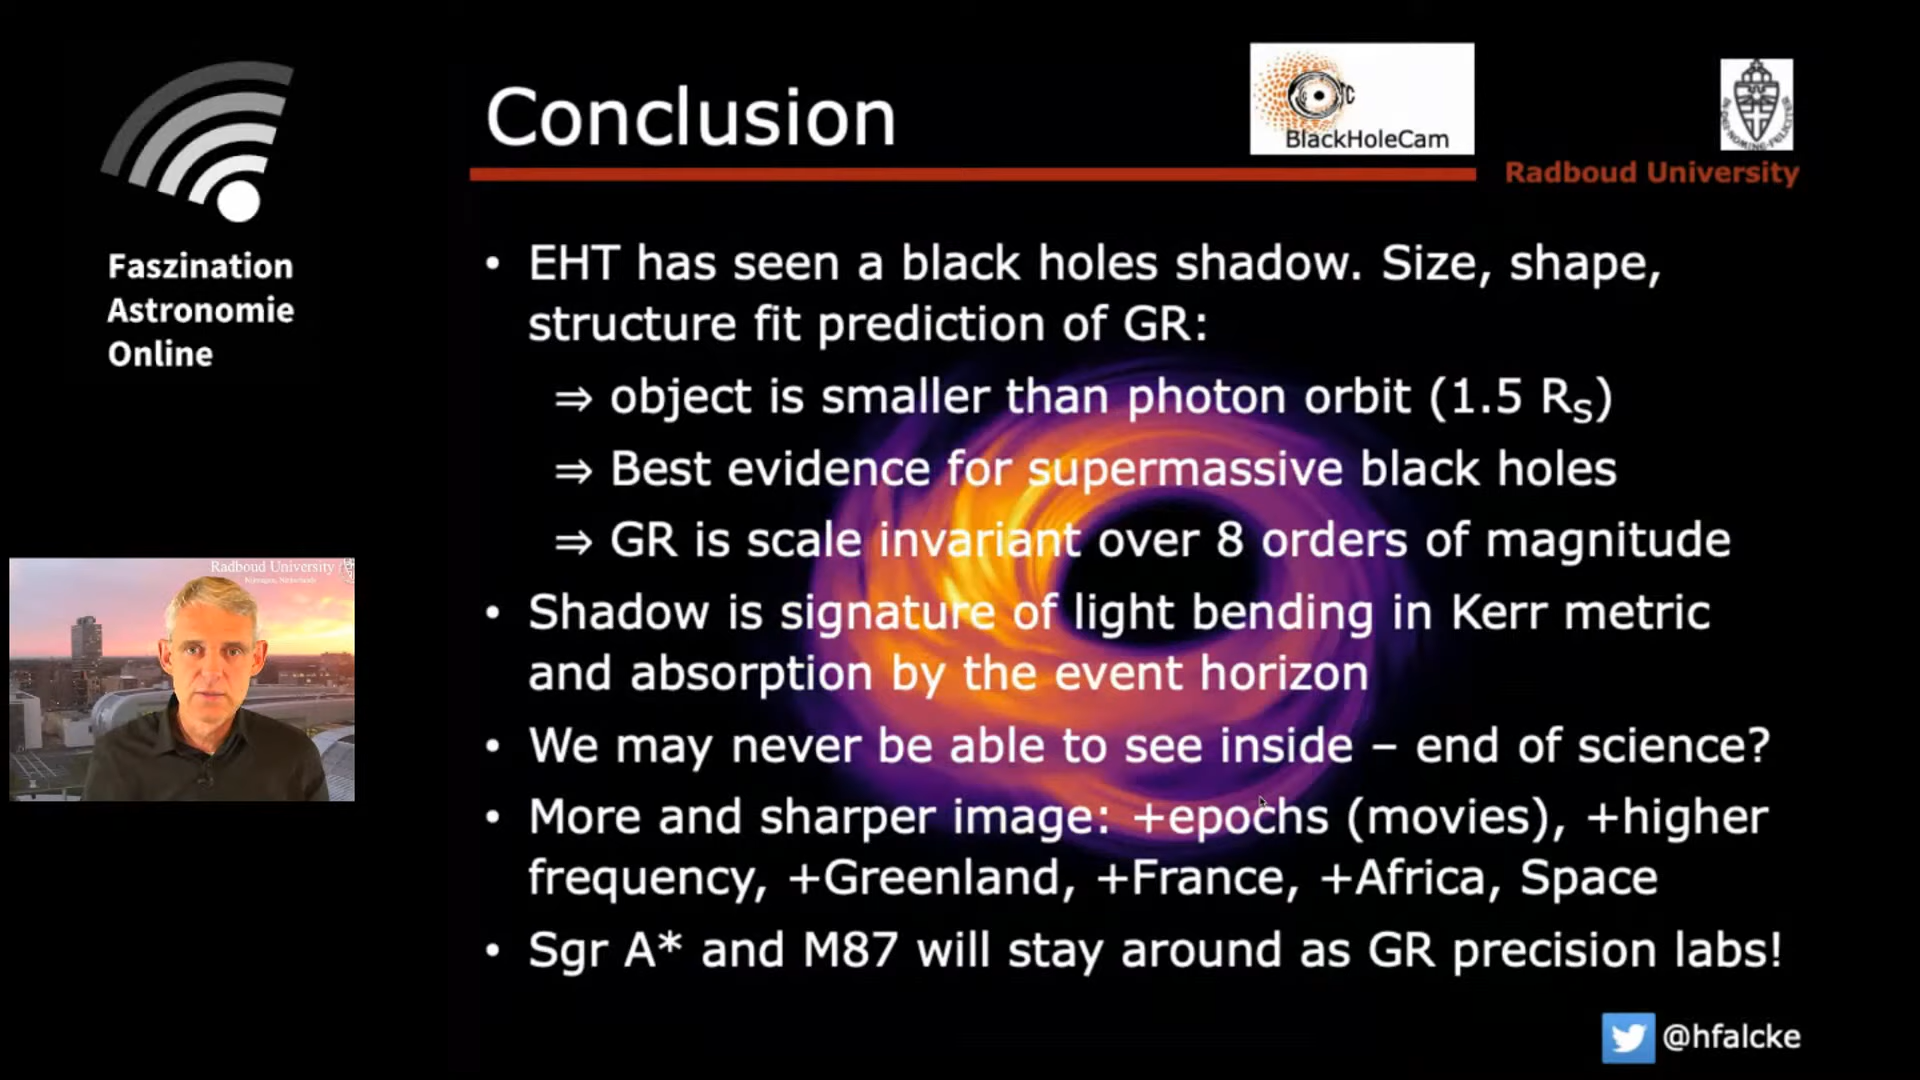 Faszination
Astronomie
Online
Conclusion
BlackHoleCam
Radboud University
• EHT has seen a black holes shadow. Size, shape,
structure fit prediction of GR:
⇒ object is smaller than photon orbit (1.5 Rₛ)
⇒ Best evidence for supermassive black holes
⇒ GR is scale invariant over 8 orders of magnitude
• Shadow is signature of light bending in Kerr metric
and absorption by the event horizon
• We may never be able to see inside – end of science?
• More and sharper image: +epochs (movies), +higher
frequency, +Greenland, +France, +Africa, Space
• Sgr A* and M87 will stay around as GR precision labs!
@hfalcke
Radboud University
Nijmegen, Netherlands